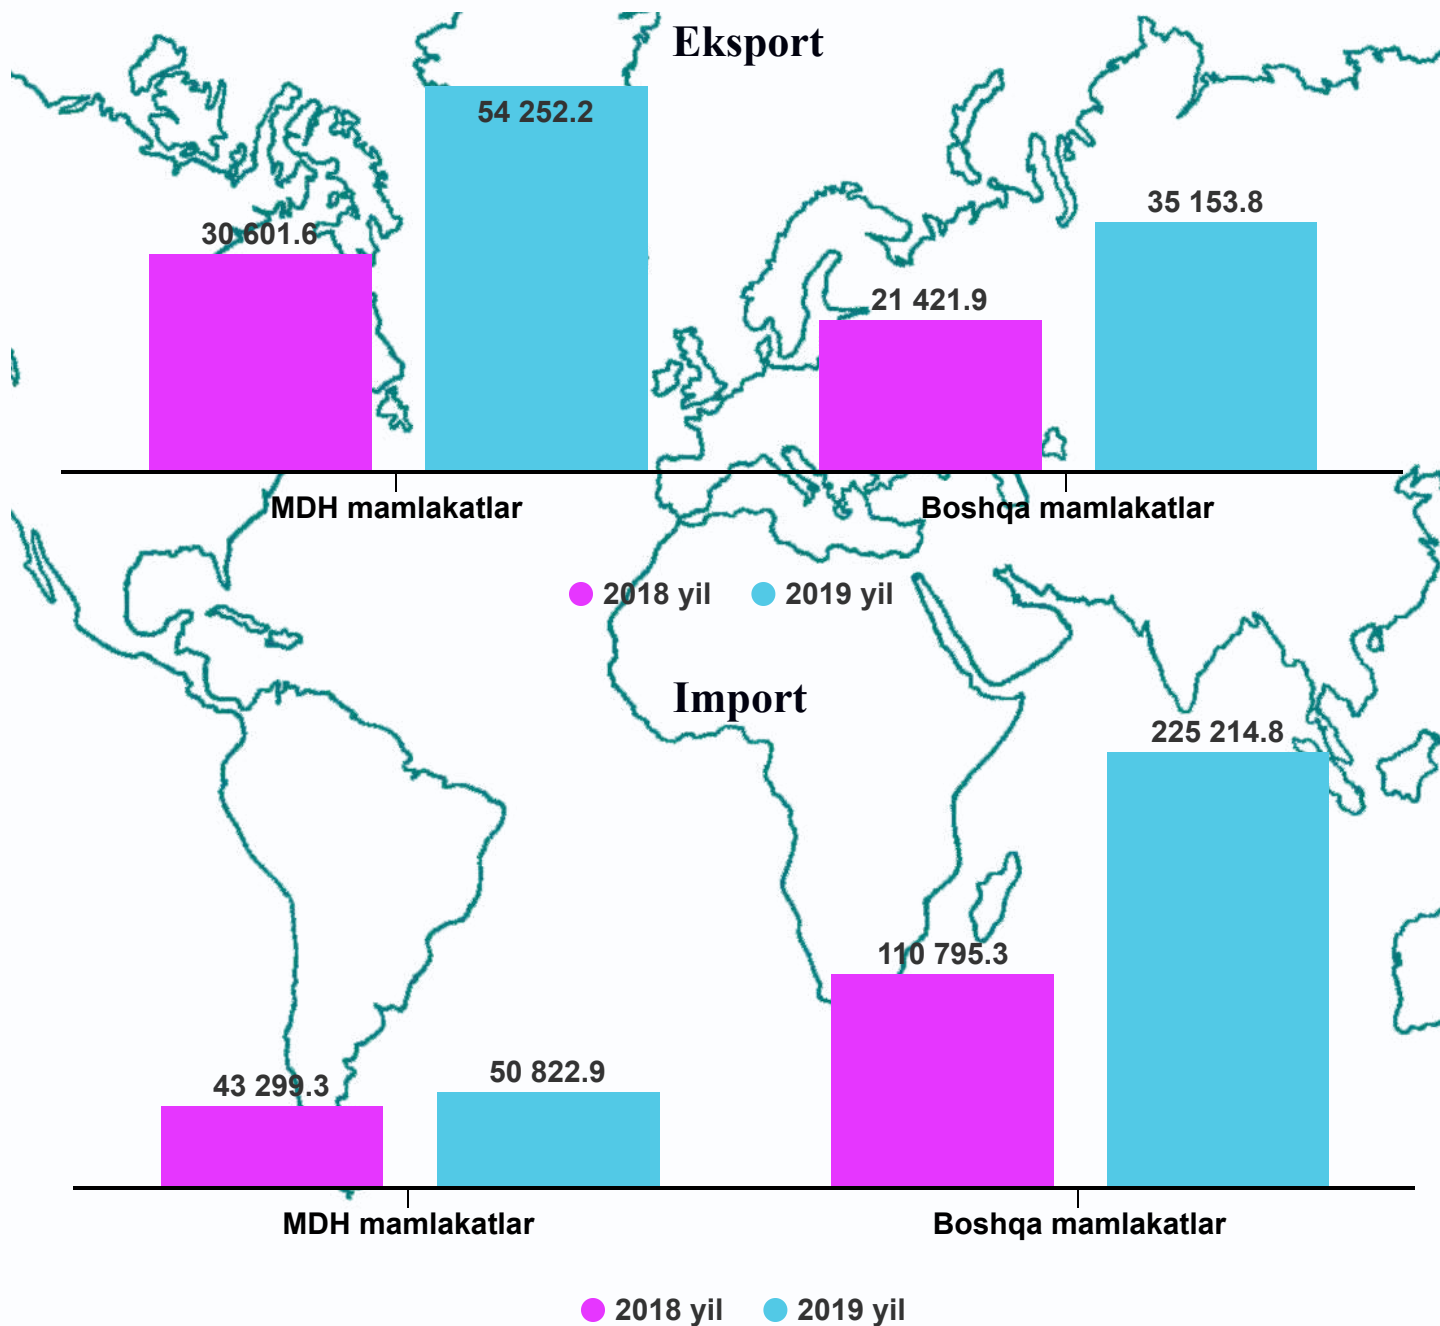 Eksport
54 252.2
35 153.8
30 601.6
21 421.9
MDH mamlakatlar
Boshqa mamlakatlar
2018 yil
2019 yil
Import
225 214.8
110 795.3
50 822.9
43 299.3
MDH mamlakatlar
Boshqa mamlakatlar
2018 yil
2019 yil